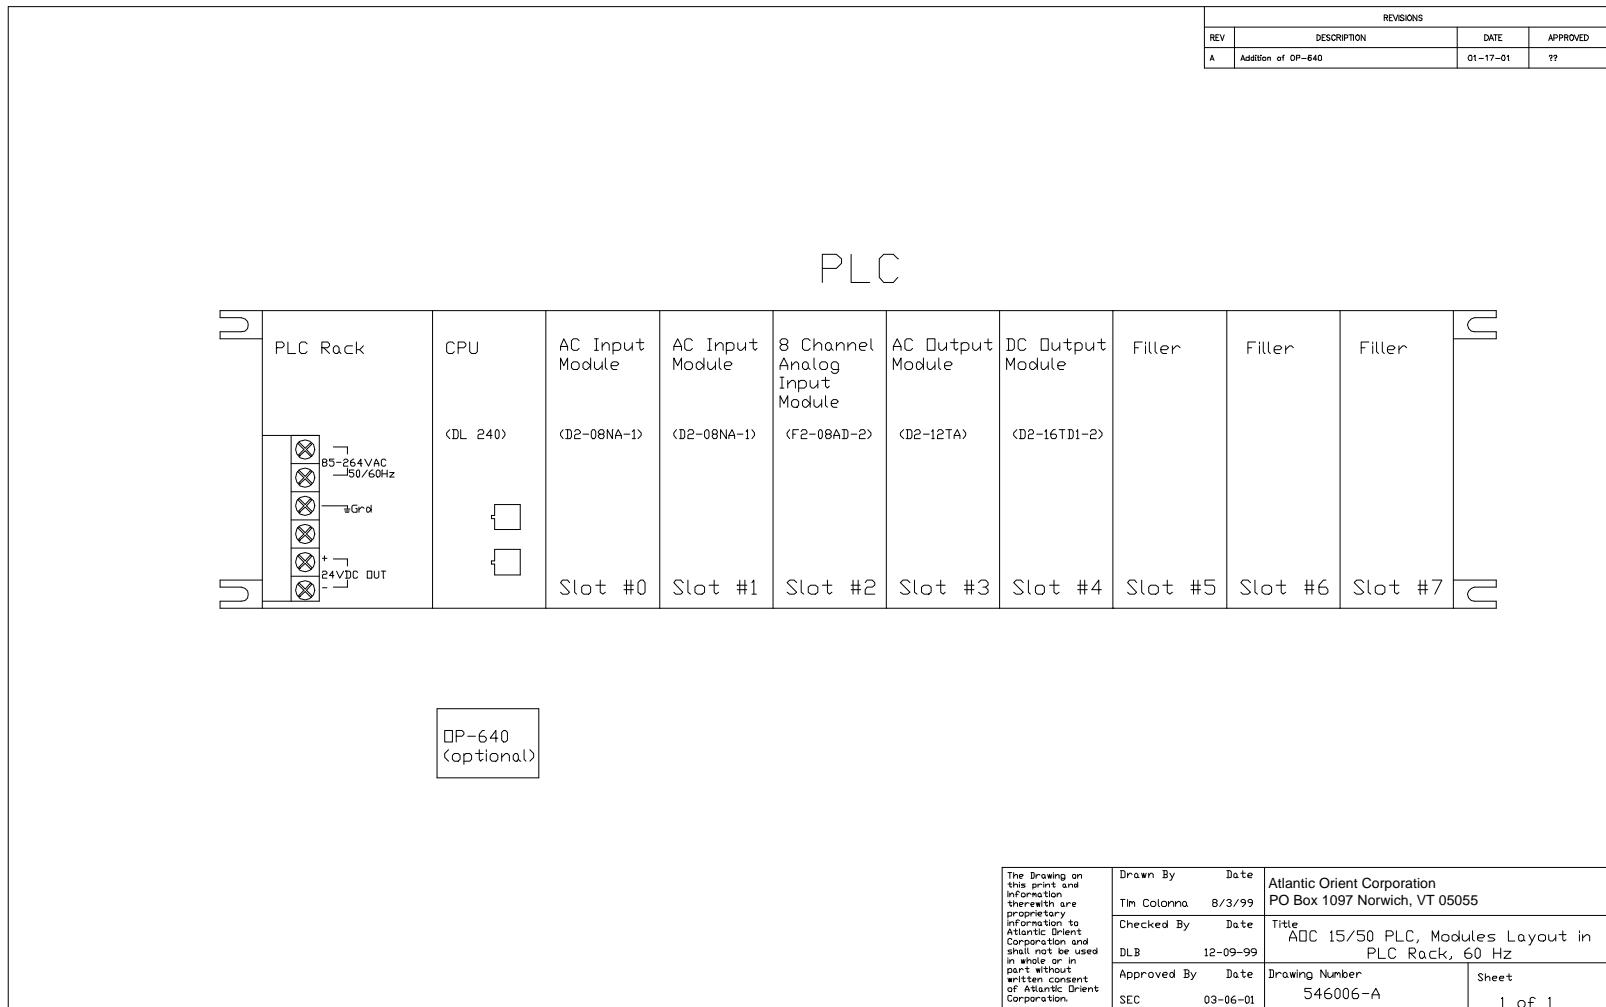 REVISIONS
REV DESCRIPTION DATE APPROVED
A Addition of OP-640 01-17-01 ??
PLC
PLC Rack
85-264VAC
50/60Hz
Grd
+
24VDC OUT
-
CPU
(DL 240)
AC Input
Module
(D2-08NA-1)
Slot #0
AC Input
Module
(D2-08NA-1)
Slot #1
8 Channel
Analog
Input
Module
(F2-08AD-2)
Slot #2
AC Output
Module
(D2-12TA)
Slot #3
DC Output
Module
(D2-16TD1-2)
Slot #4
Filler
Slot #5
Filler
Slot #6
Filler
Slot #7
OP-640
(optional)
The Drawing on
this print and
information
therewith are
proprietary
information to
Atlantic Orient
Corporation and
shall not be used
in whole or in
part without
written consent
of Atlantic Orient
Corporation.
Drawn By Date
Tim Colonna 8/3/99
Checked By Date
DLB 12-09-99
Approved By Date
SEC 03-06-01
Atlantic Orient Corporation
PO Box 1097 Norwich, VT 05055
Title
AOC 15/50 PLC, Modules Layout in
PLC Rack, 60 Hz
Drawing Number
546006-A
Sheet
1 of 1